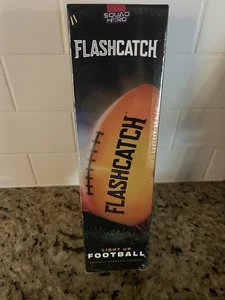 SQUAD
HERO
FLASHCATCH
FLASHCATCH
LIGHT UP
FOOTBALL